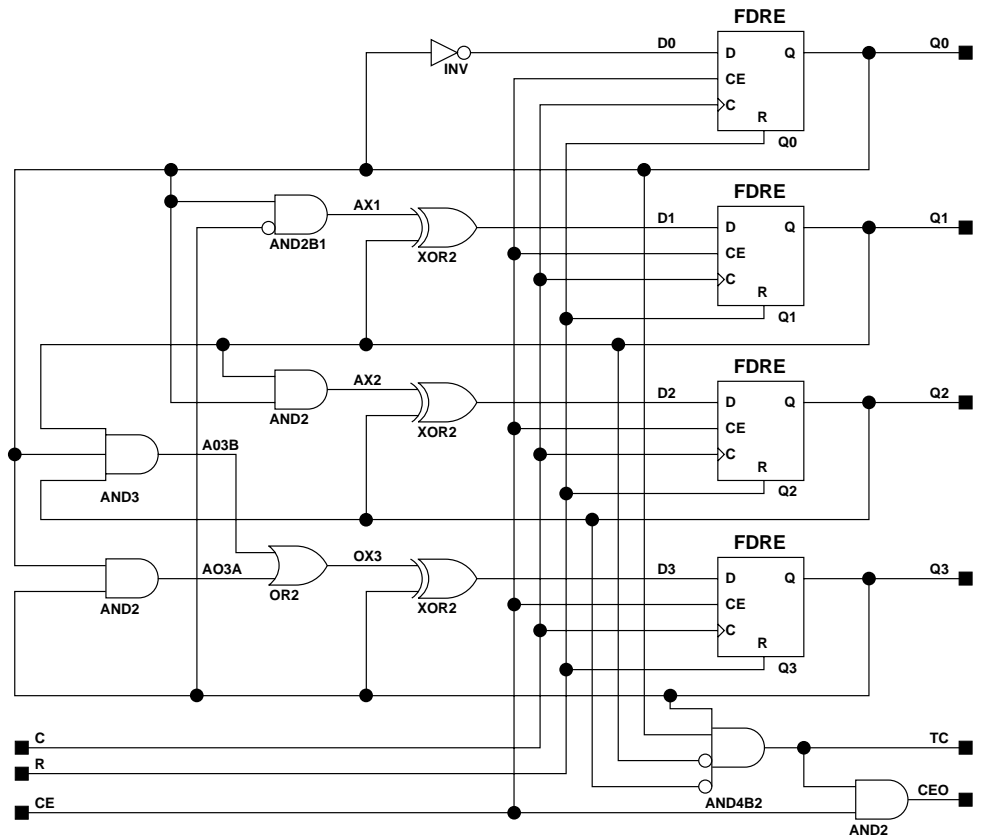 FDRE
D0
D
Q
Q0
INV
CE
C
R
Q0
FDRE
AX1
D1
D
Q
Q1
AND2B1
XOR2
CE
C
R
Q1
FDRE
AX2
D2
D
Q
Q2
AND2
XOR2
CE
C
A03B
R
Q2
AND3
FDRE
AO3A
OX3
D3
D
Q
Q3
AND2
OR2
XOR2
CE
C
R
Q3
C
TC
R
CE
AND4B2
CEO
AND2